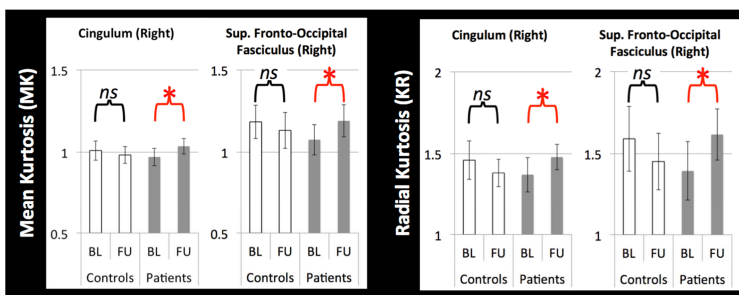 Mean Kurtosis (MK)
Cingulum (Right)
1.5
1
0.5
ns
*
BL FU BL FU
Controls Patients
Sup. Fronto-Occipital
Fasciculus (Right)
1.5
1
0.5
ns
*
BL FU BL FU
Controls Patients
Radial Kurtosis (KR)
Cingulum (Right)
2
1.5
1
ns
*
BL FU BL FU
Controls Patients
Sup. Fronto-Occipital
Fasciculus (Right)
2
1.5
1
ns
*
BL FU BL FU
Controls Patients